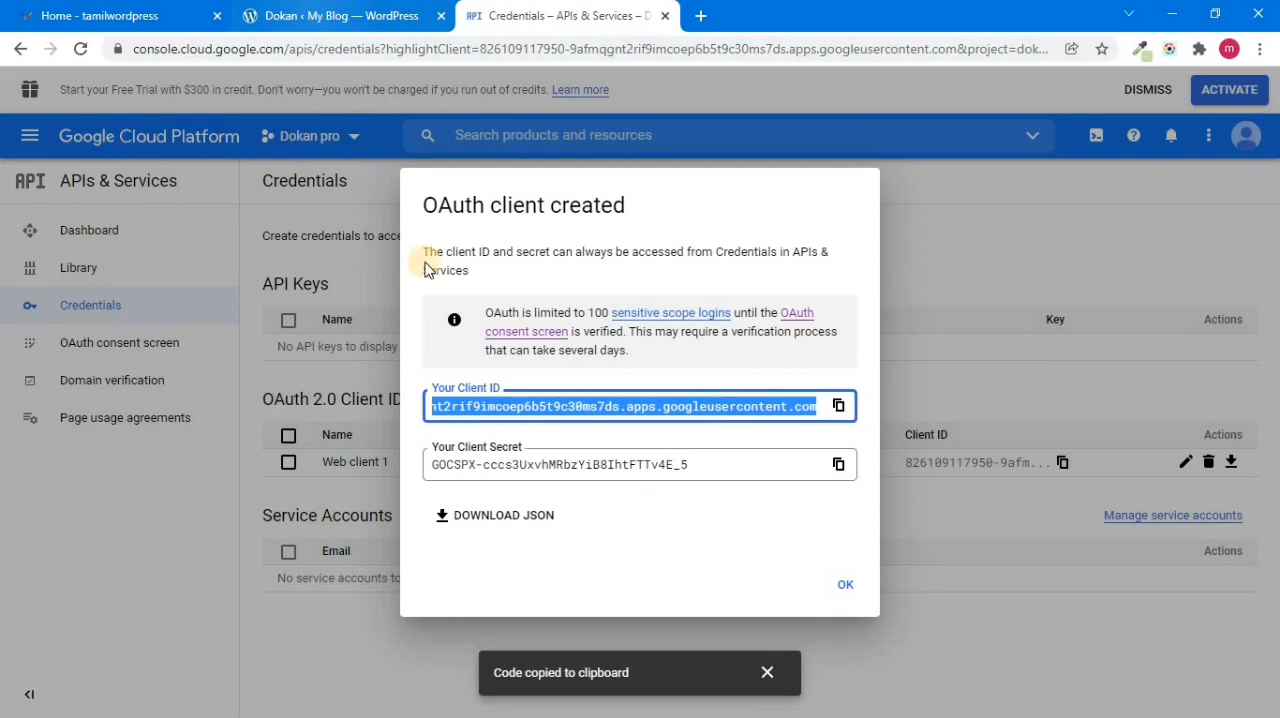 Home - tamilwordpress
Dokan ‹ My Blog — WordPress
API Credentials – APIs & Services – D
console.cloud.google.com/apis/credentials?highlightClient=826109117950-9afmqgnt2rif9imcoep6b5t9c30ms7ds.apps.googleusercontent.com&project=dok...
m
Start your Free Trial with $300 in credit. Don't worry—you won't be charged if you run out of credits. Learn more
DISMISS
ACTIVATE
Google Cloud Platform
Dokan pro
Search products and resources
API APIs & Services
Dashboard
Library
Credentials
OAuth consent screen
Domain verification
Page usage agreements
Credentials
Create credentials to acce
API Keys
Name
Key
Actions
No API keys to display
OAuth 2.0 Client ID
Name
Client ID
Actions
Web client 1
826109117950-9afm...
Service Accounts
Manage service accounts
Email
Actions
No service accounts to
OAuth client created
The client ID and secret can always be accessed from Credentials in APIs &
Services
OAuth is limited to 100 sensitive scope logins until the OAuth
consent screen is verified. This may require a verification process
that can take several days.
Your Client ID
nt2rif9imcoep6b5t9c30ms7ds.apps.googleusercontent.com
Your Client Secret
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
DOWNLOAD JSON
OK
Code copied to clipboard